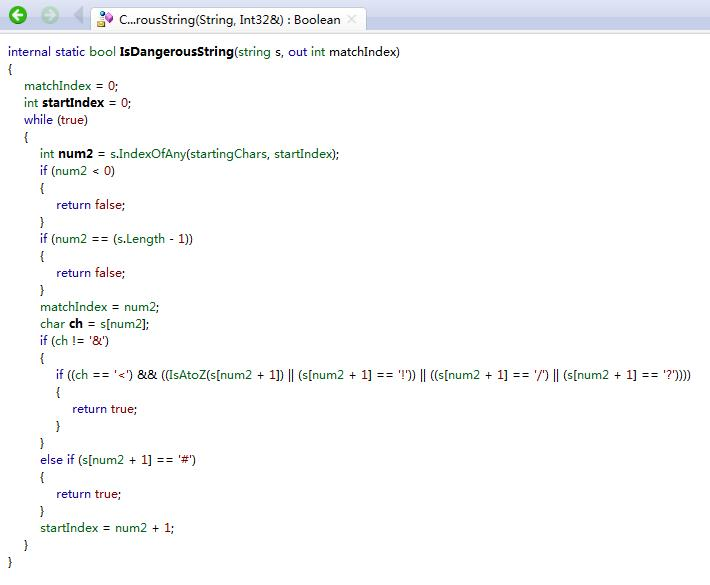 C...rousString(String, Int32&) : Boolean
internal static bool IsDangerousString(string s, out int matchIndex)
{
matchIndex = 0;
int startIndex = 0;
while (true)
{
int num2 = s.IndexOfAny(startingChars, startIndex);
if (num2 < 0)
{
return false;
}
if (num2 == (s.Length - 1))
{
return false;
}
matchIndex = num2;
char ch = s[num2];
if (ch != '&')
{
if ((ch == '<') && ((IsAtoZ(s[num2 + 1]) || (s[num2 + 1] == '!')) || ((s[num2 + 1] == '/') || (s[num2 + 1] == '?'))))
{
return true;
}
}
else if (s[num2 + 1] == '#')
{
return true;
}
startIndex = num2 + 1;
}
}